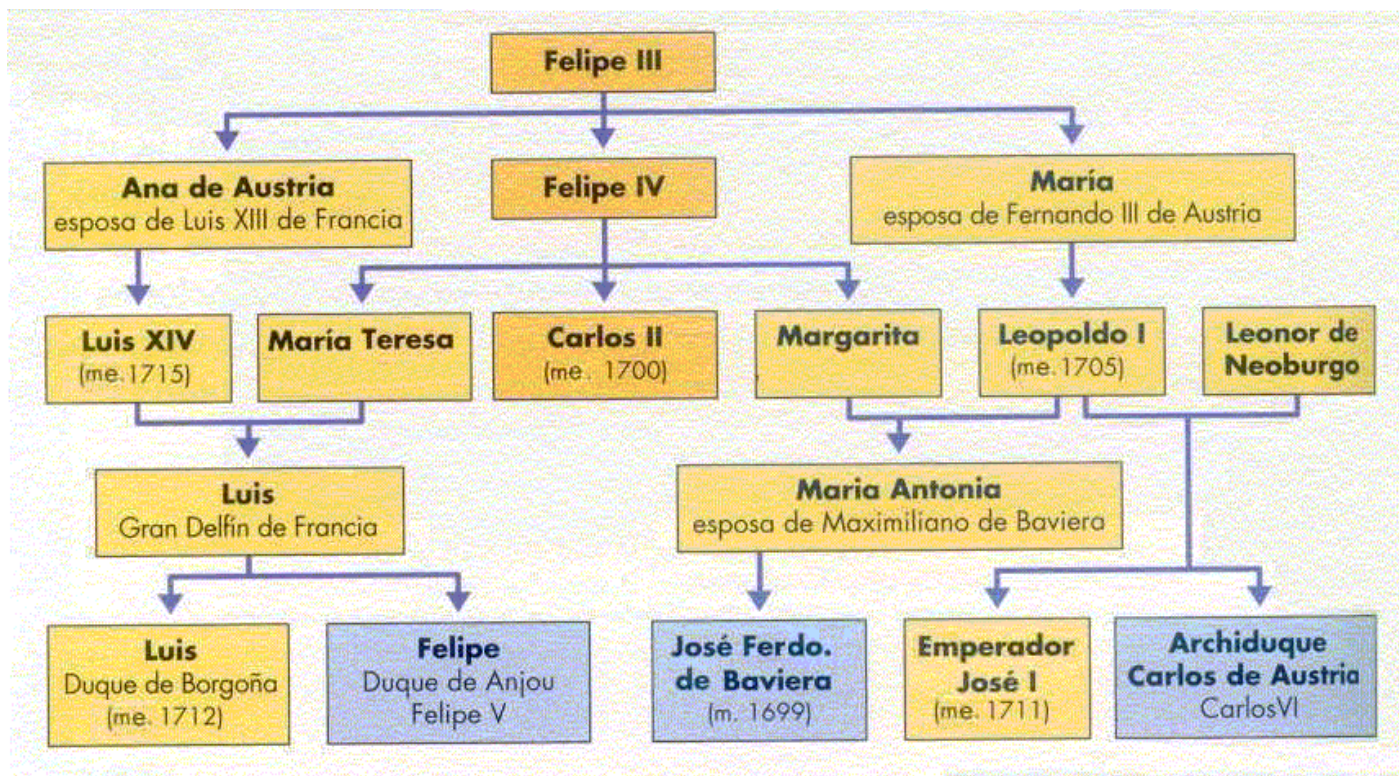 Felipe III
Ana de Austria
esposa de Luis XIII de Francia
Felipe IV
María
esposa de Fernando III de Austria
Luis XIV
(me.1715)
María Teresa
Carlos II
(me. 1700)
Margarita
Leopoldo I
(me.1705)
Leonor de
Neoburgo
Luis
Gran Delfín de Francia
Maria Antonia
esposa de Maximiliano de Baviera
Luis
Duque de Borgoña
(me. 1712)
Felipe
Duque de Anjou
Felipe V
José Ferdo.
de Baviera
(m. 1699)
Emperador
José I
(me. 1711)
Archiduque
Carlos de Austria
CarlosVI